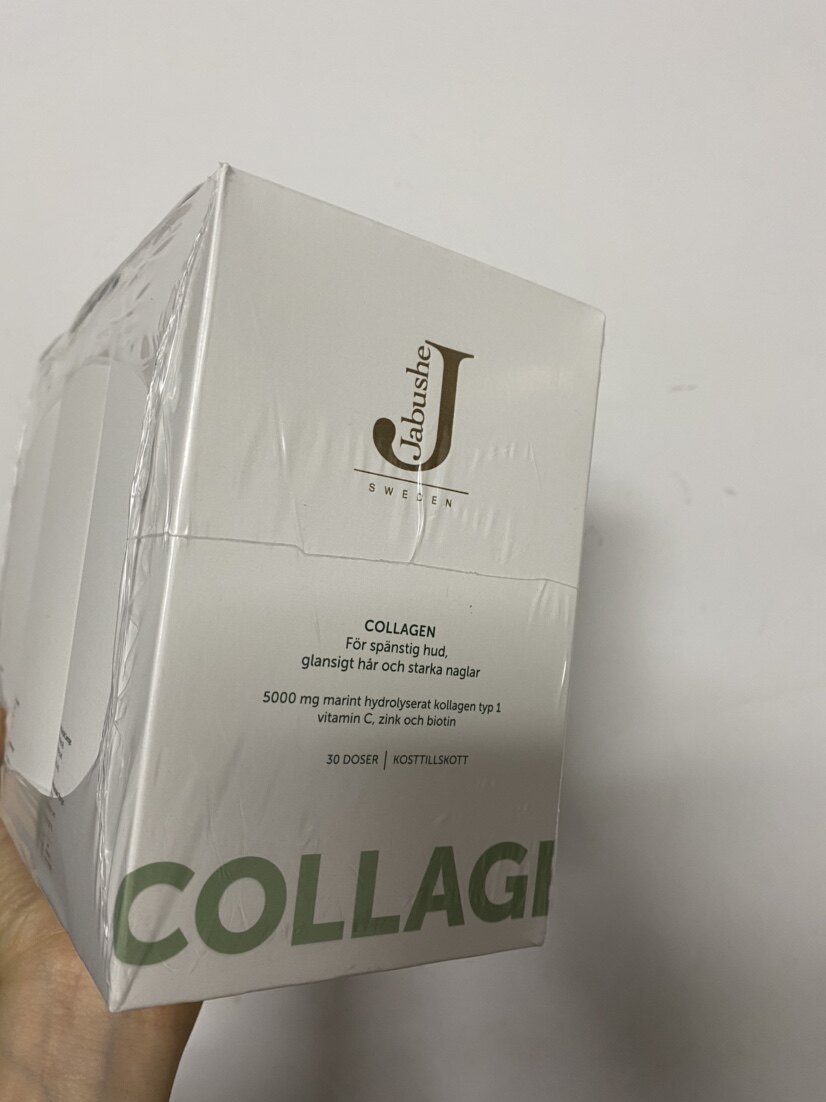 Jabushe
SWEDEN
COLLAGEN
För spänstig hud,
glansigt hår och starka naglar
5000 mg marint hydrolyserat kollagen typ 1
vitamin C, zink och biotin
30 DOSER | KOSTTILLSKOTT
COLLAGE